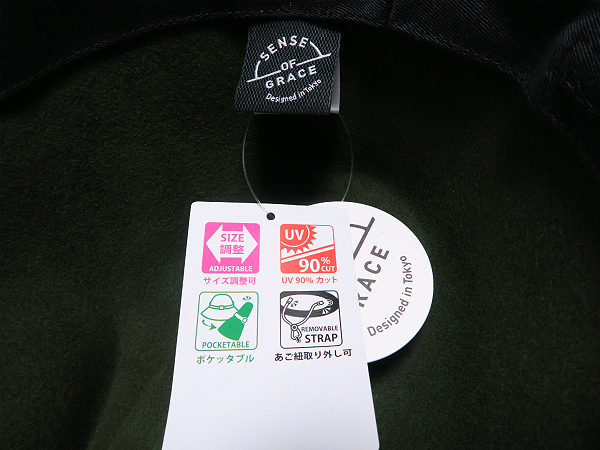 SENSE
OF
GRACE
Designed in Tokyo
SIZE
調整
ADJUSTABLE
サイズ調整可
UV
90%
CUT
UV 90% カット
POCKETABLE
ポケッタブル
REMOVABLE
STRAP
あご紐取り外し可
GRACE
Designed in Tokyo